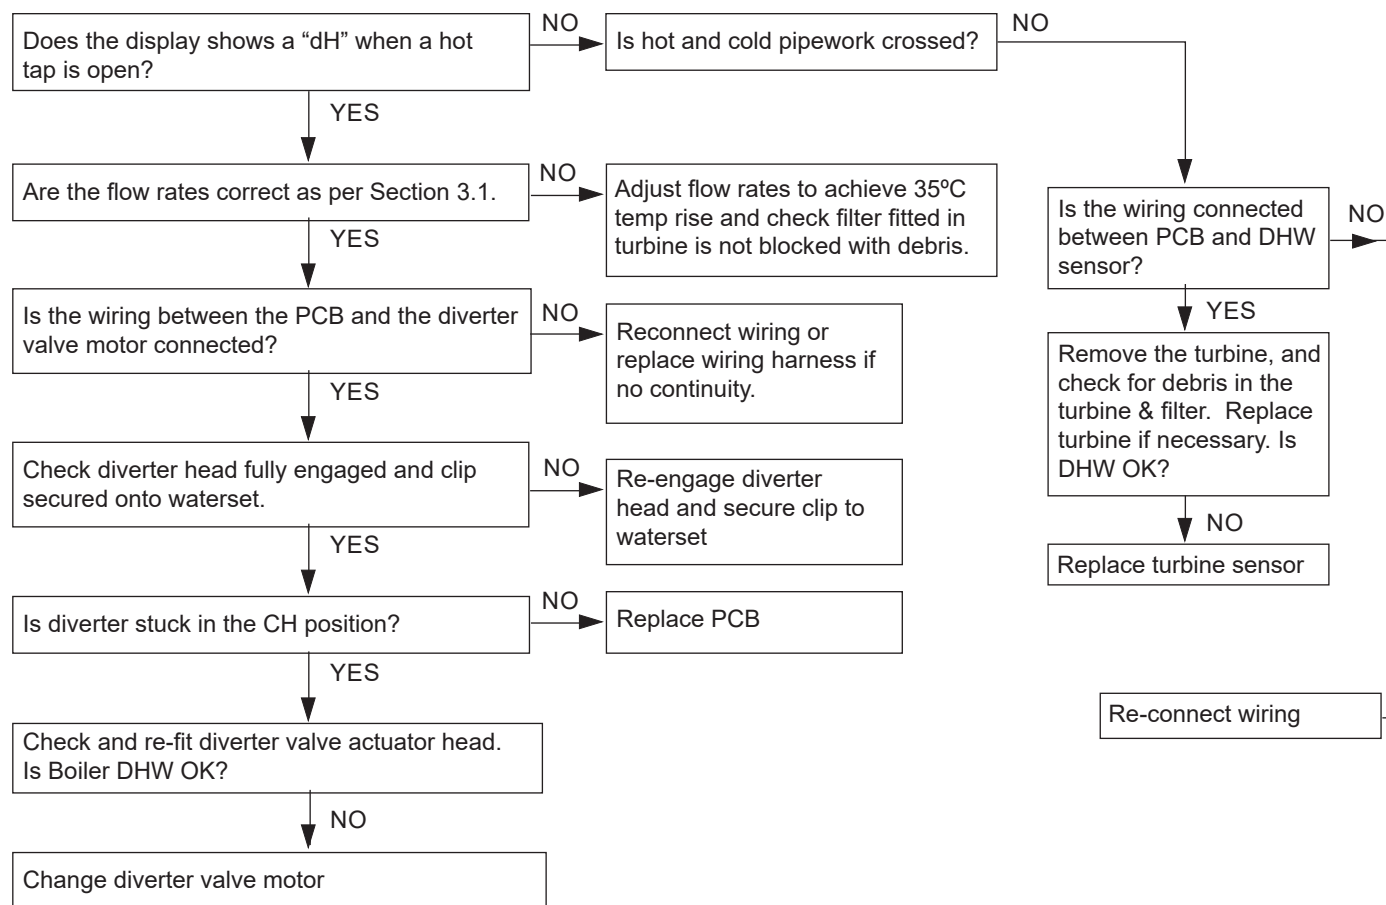 Does the display shows a “dH” when a hot
tap is open?
NO
Is hot and cold pipework crossed?
NO
YES
Are the flow rates correct as per Section 3.1.
NO
Adjust flow rates to achieve 35ºC
temp rise and check filter fitted in
turbine is not blocked with debris.
Is the wiring connected
between PCB and DHW
sensor?
NO
YES
Is the wiring between the PCB and the diverter
valve motor connected?
NO
Reconnect wiring or
replace wiring harness if
no continuity.
YES
Remove the turbine, and
check for debris in the
turbine & filter.  Replace
turbine if necessary. Is
DHW OK?
YES
Check diverter head fully engaged and clip
secured onto waterset.
NO
Re-engage diverter
head and secure clip to
waterset
NO
Replace turbine sensor
YES
Is diverter stuck in the CH position?
NO
Replace PCB
YES
Re-connect wiring
Check and re-fit diverter valve actuator head.
Is Boiler DHW OK?
NO
Change diverter valve motor